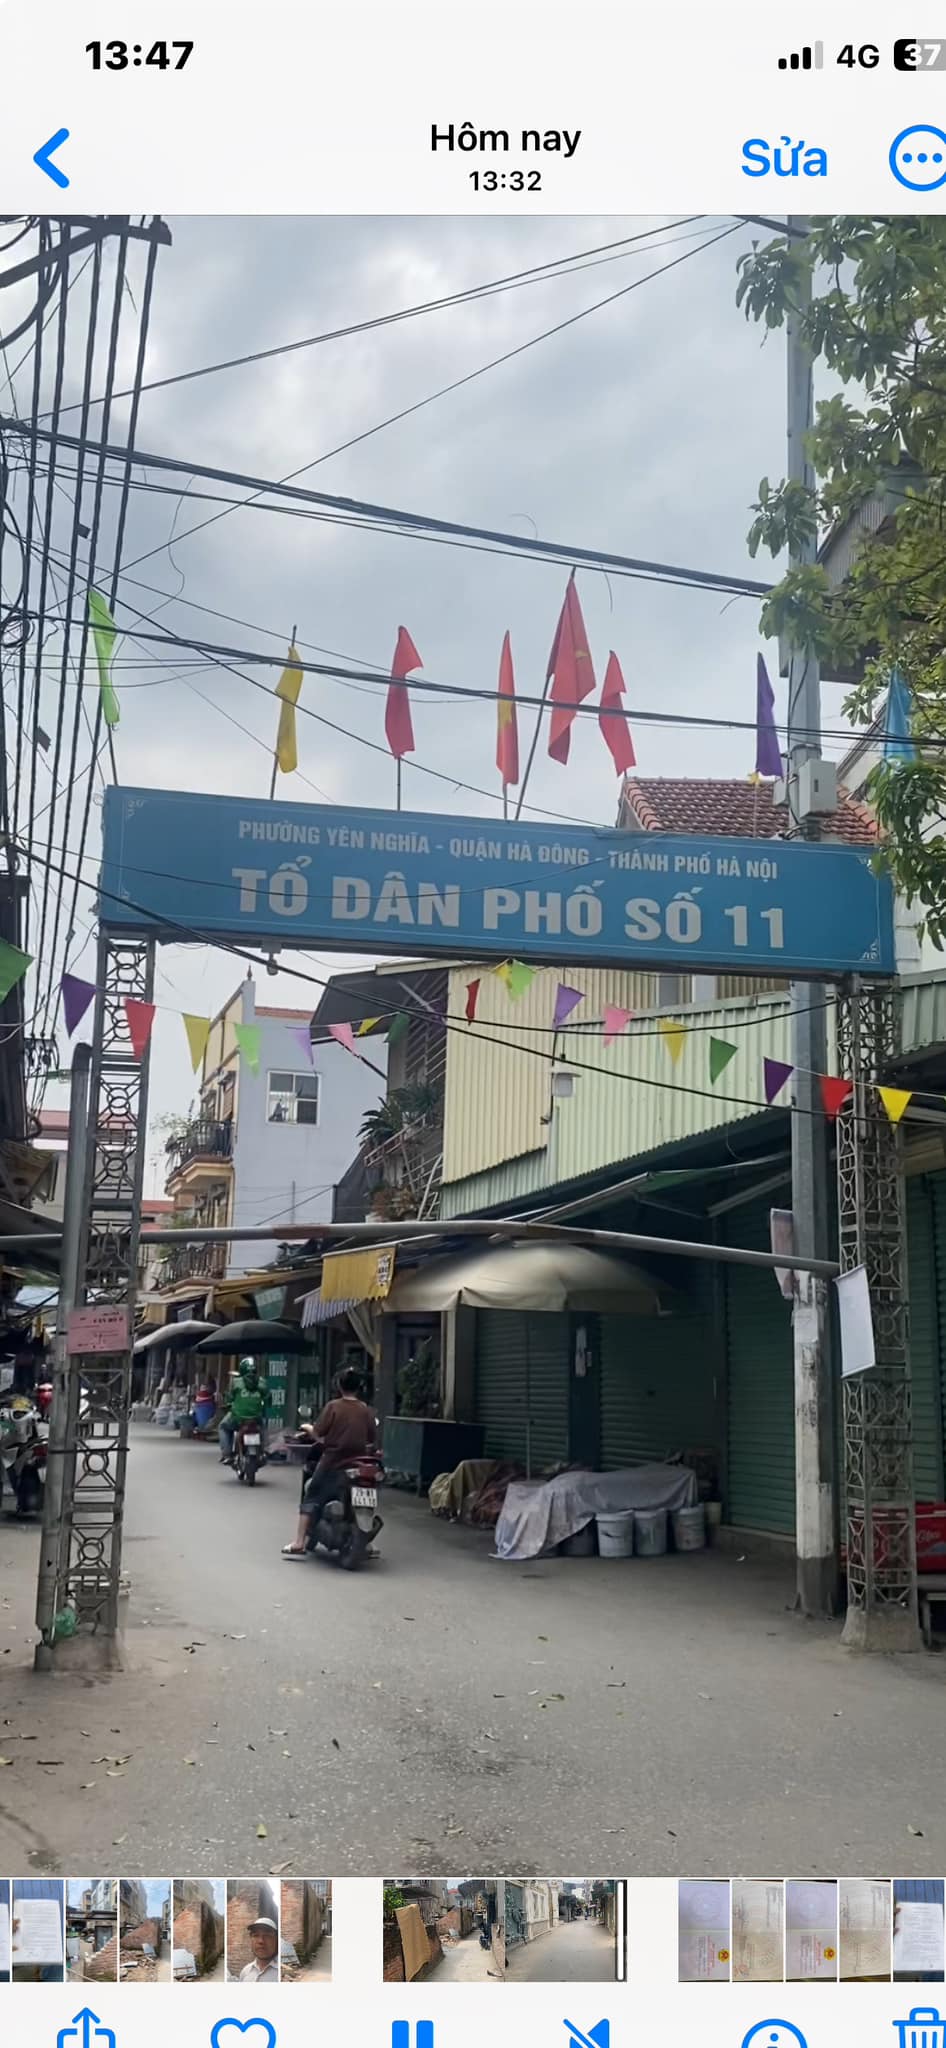 13:47
4G
37
Hôm nay
13:32
Sửa
PHƯỜNG YÊN NGHĨA - QUẬN HÀ ĐÔNG - THÀNH PHỐ HÀ NỘI
TỔ DÂN PHỐ SỐ 11
THUỐC